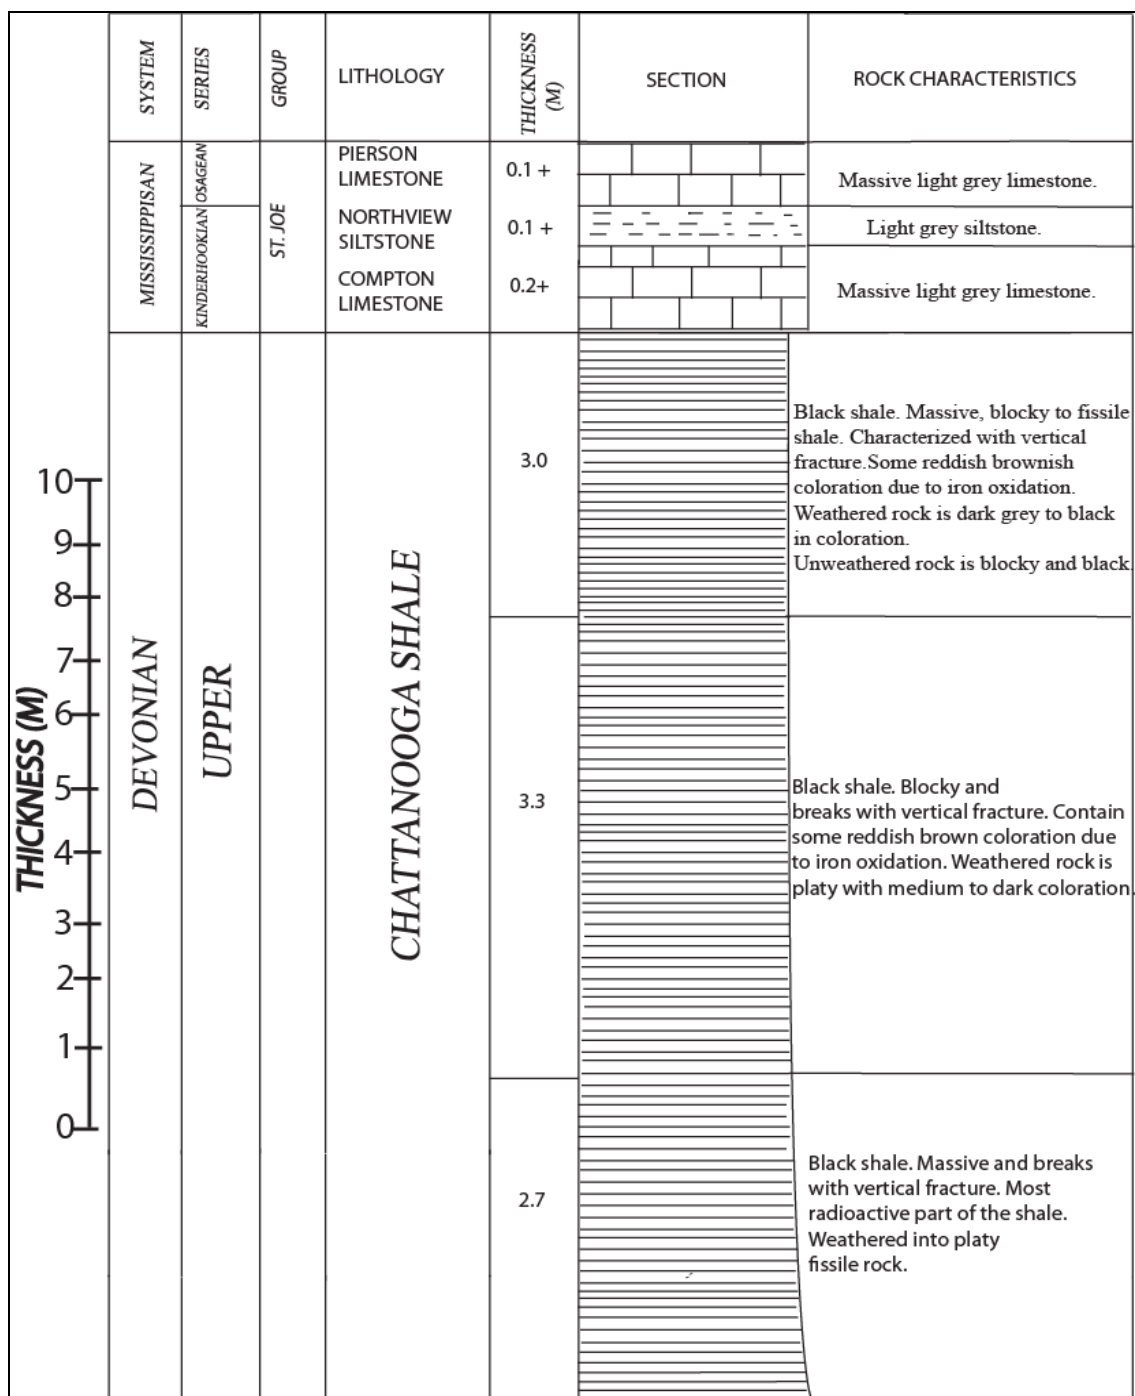 SYSTEM
SERIES
GROUP
LITHOLOGY
THICKNESS
(M)
SECTION
ROCK CHARACTERISTICS
MISSISSIPPISAN
OSAGEAN
KINDERHOOKIAN
ST. JOE
PIERSON
LIMESTONE
0.1 +
Massive light grey limestone.
NORTHVIEW
SILTSTONE
0.1 +
Light grey siltstone.
COMPTON
LIMESTONE
0.2+
Massive light grey limestone.
THICKNESS (M)
10
9
8
7
6
5
4
3
2
1
0
DEVONIAN
UPPER
CHATTANOOGA SHALE
3.0
Black shale. Massive, blocky to fissile
shale. Characterized with vertical
fracture.Some reddish brownish
coloration due to iron oxidation.
Weathered rock is dark grey to black
in coloration.
Unweathered rock is blocky and black.
3.3
Black shale. Blocky and
breaks with vertical fracture. Contain
some reddish brown coloration due
to iron oxidation. Weathered rock is
platy with medium to dark coloration.
2.7
Black shale. Massive and breaks
with vertical fracture. Most
radioactive part of the shale.
Weathered into platy
fissile rock.